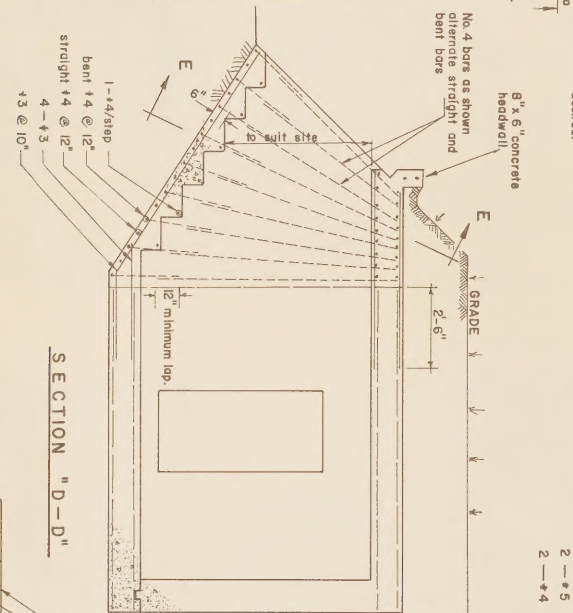 No. 4 bars as shown
alternate straight and
bent bars
8"x 6" concrete
headwall
E
GRADE
2'-6"
to suit site
6"
E
1-#4/step
bent #4 @ 12"
straight #4 @ 12"
4-#3
#3 @ 10"
12" minimum lap.
SECTION "D-D"
2-#5
2-#4